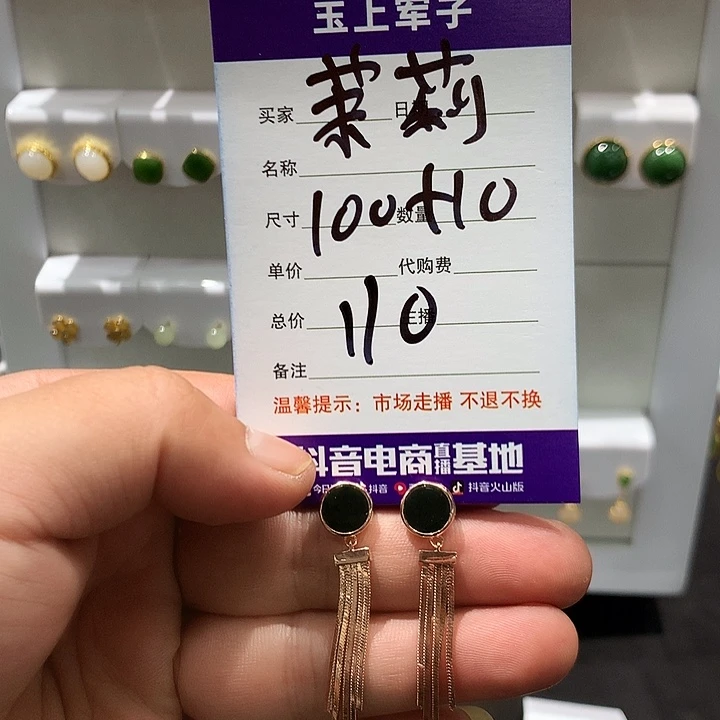 玉上军子
茉莉
买家 日期
名称
100+10
尺寸 数量
单价 代购费
110
总价 主播
备注
温馨提示：市场走播 不退不换
抖音电商直播基地
抖音 抖音火山版